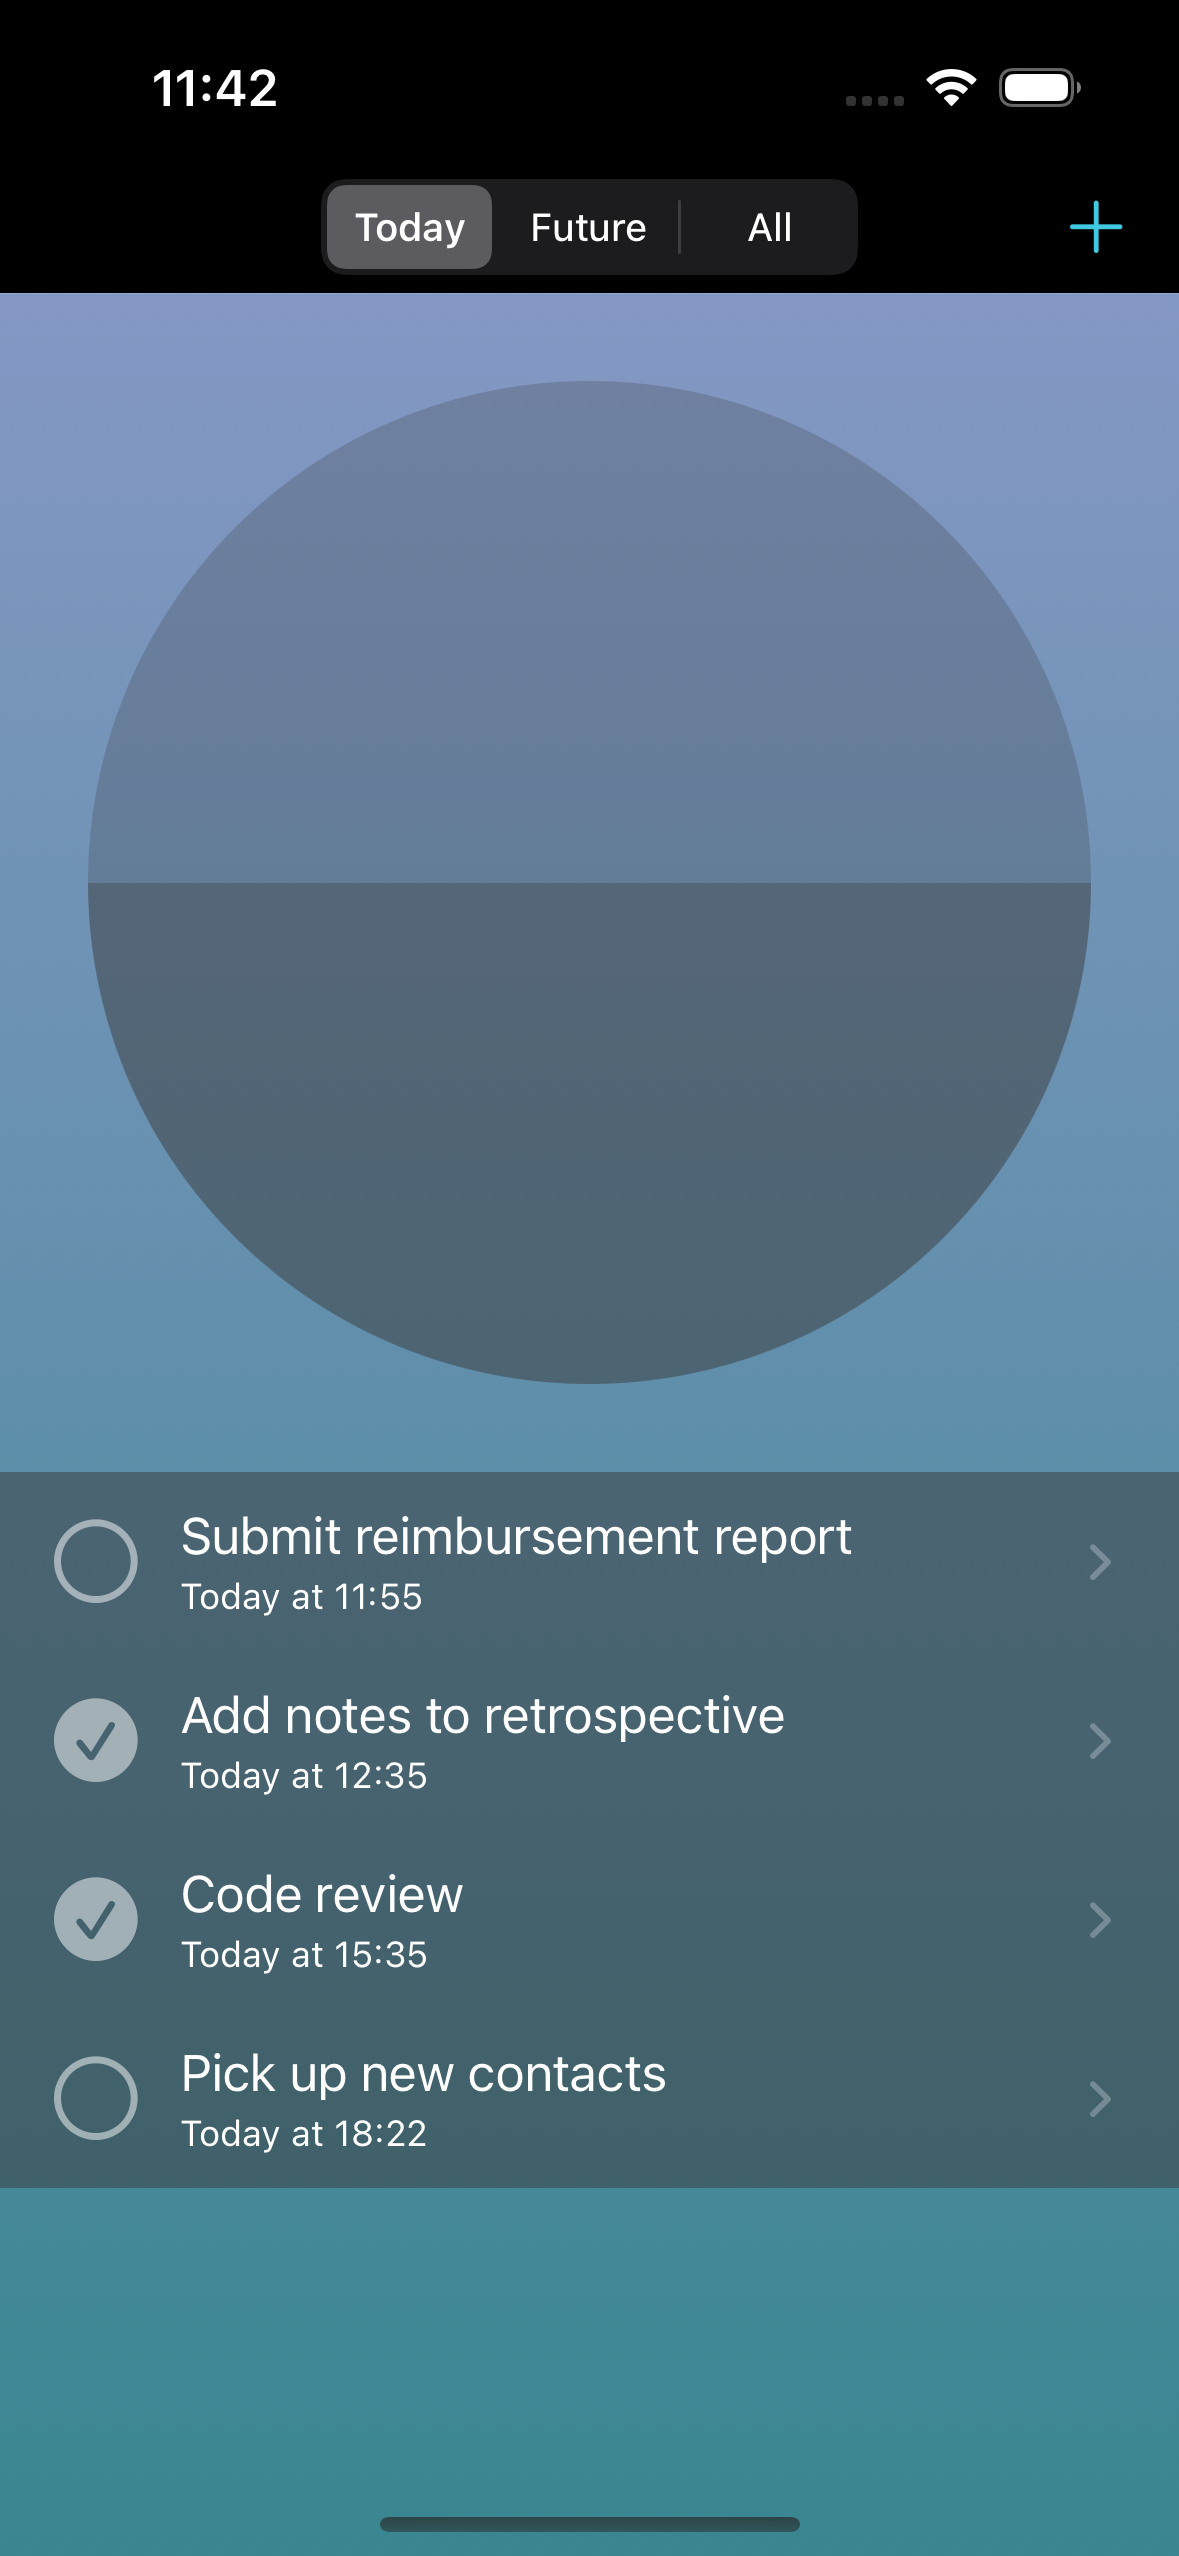 11:42
Today Future All
Submit reimbursement report
Today at 11:55
Add notes to retrospective
Today at 12:35
Code review
Today at 15:35
Pick up new contacts
Today at 18:22